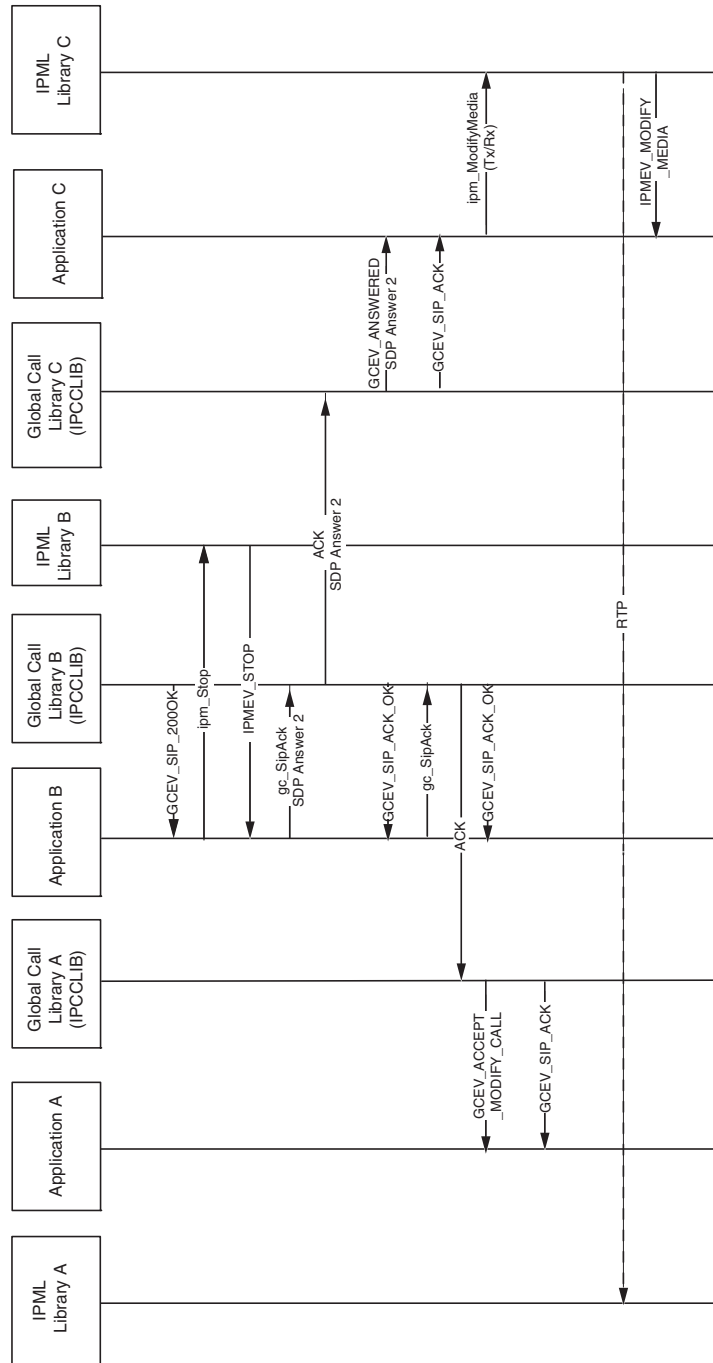 IPML
Library A
Application A
Global Call
Library A
(IPCCLIB)
Application B
Global Call
Library B
(IPCCLIB)
IPML
Library B
Global Call
Library C
(IPCCLIB)
Application C
IPML
Library C
GCEV_SIP_200OK
ipm_Stop
IPMEV_STOP
gc_SipAck
SDP Answer 2
ACK
SDP Answer 2
GCEV_ANSWERED
SDP Answer 2
GCEV_SIP_ACK_OK
gc_SipAck
GCEV_SIP_ACK
ACK
GCEV_ACCEPT
_MODIFY_CALL
GCEV_SIP_ACK_OK
ipm_ModifyMedia
(Tx/Rx)
GCEV_SIP_ACK
RTP
IPMEV_MODIFY
_MEDIA